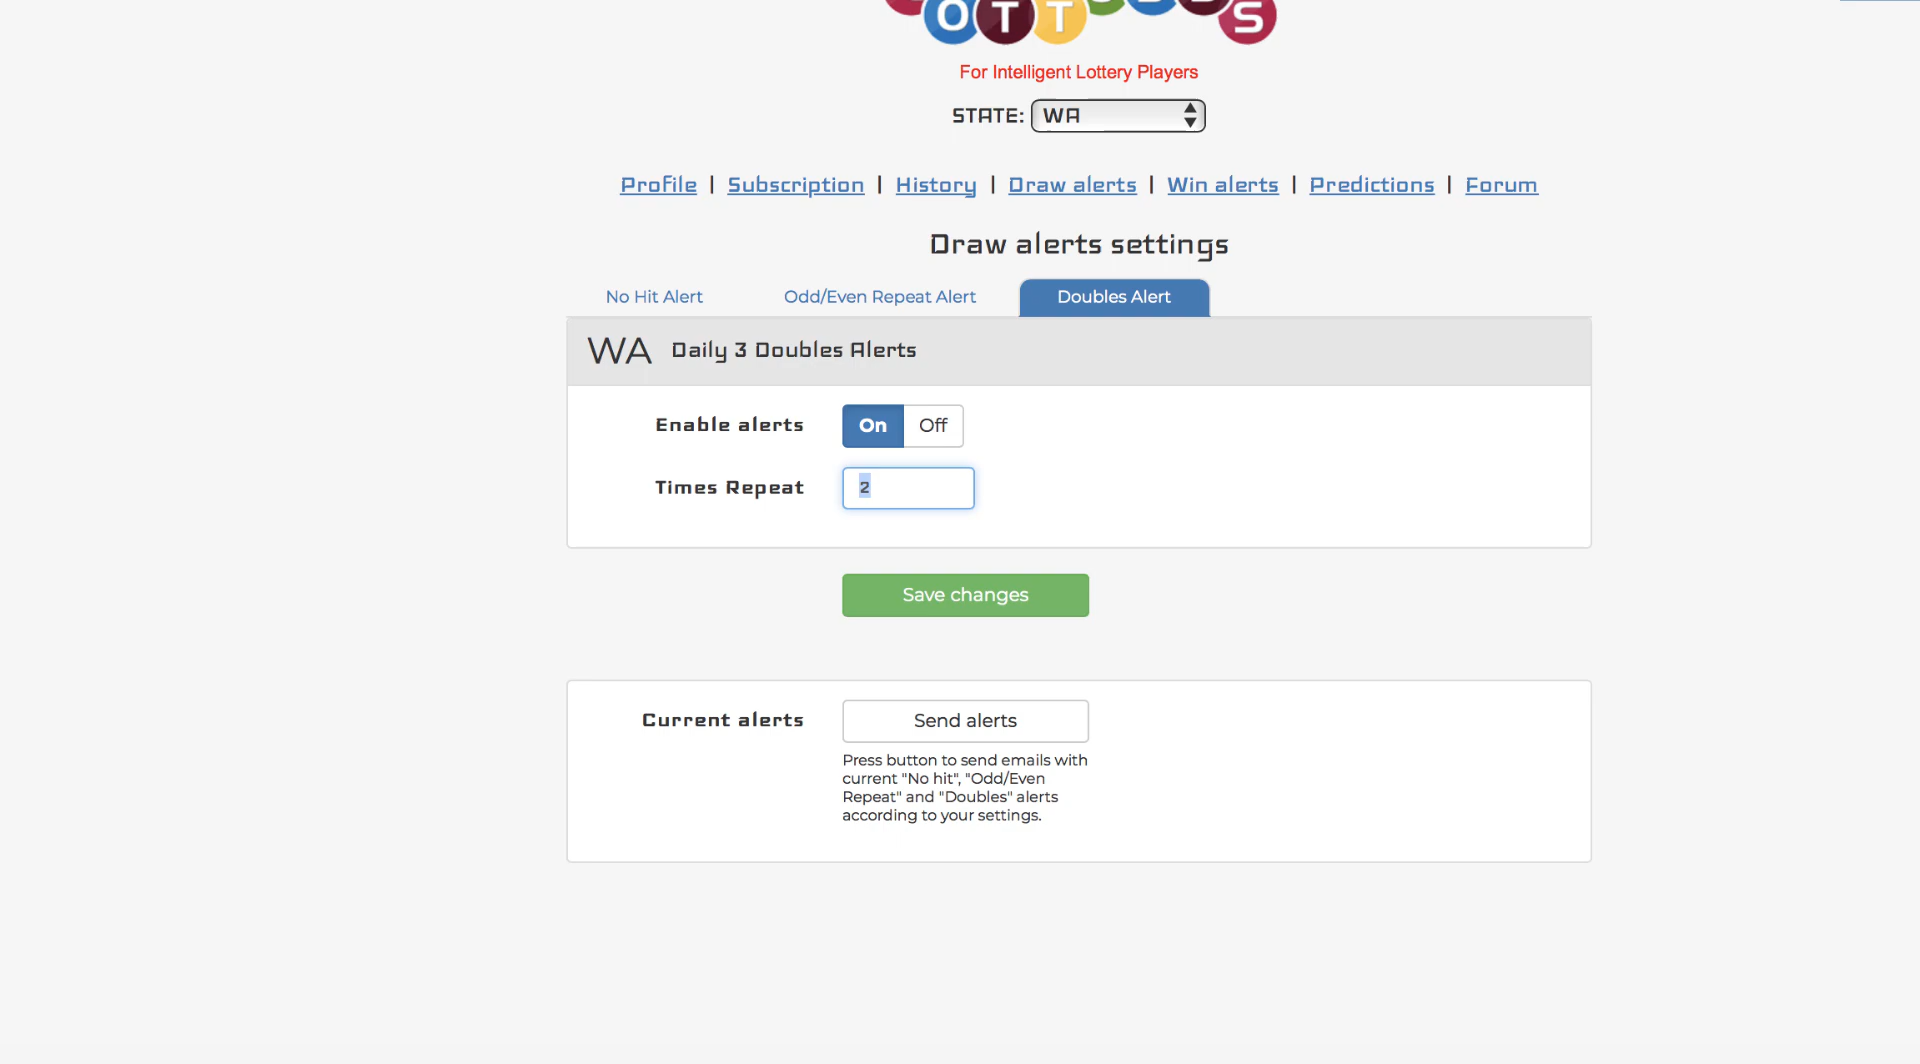 OTT S
For Intelligent Lottery Players
STATE: WA
Profile | Subscription | History | Draw alerts | Win alerts | Predictions | Forum
Draw alerts settings
No Hit Alert Odd/Even Repeat Alert Doubles Alert
WA Daily 3 Doubles Alerts
Enable alerts On Off
Times Repeat 2
Save changes
Current alerts Send alerts
Press button to send emails with
current "No hit", "Odd/Even
Repeat" and "Doubles" alerts
according to your settings.